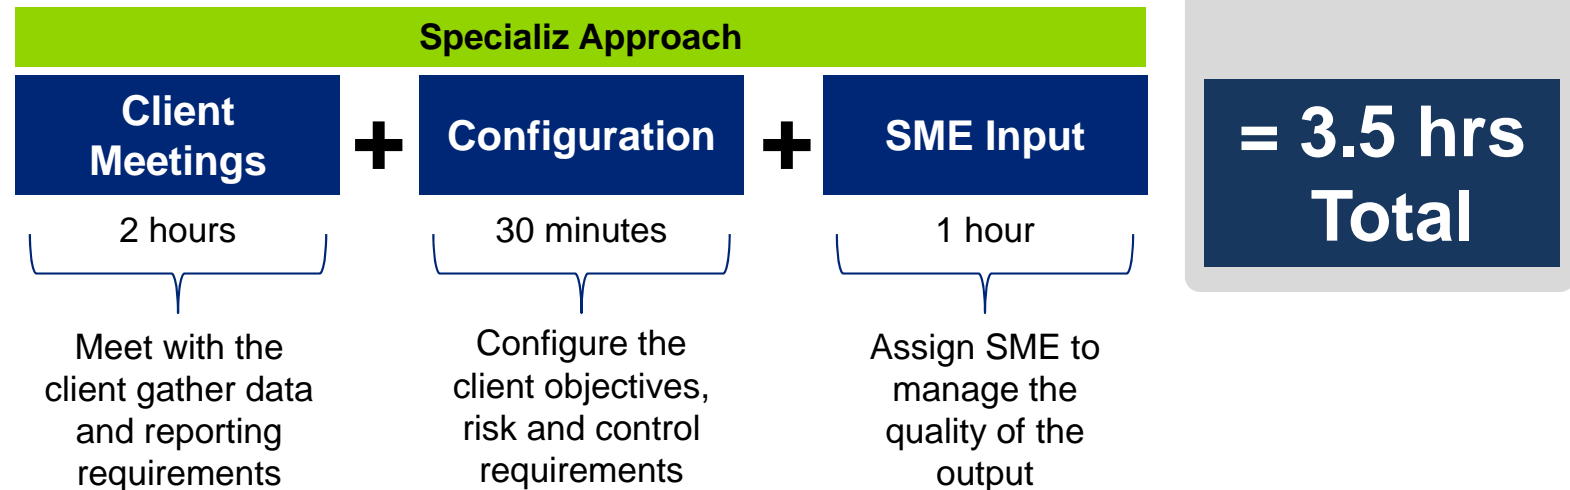 Specializ Approach
Client
Meetings
+
Configuration
+
SME Input
= 3.5 hrs
Total
2 hours
30 minutes
1 hour
Meet with the
client gather data
and reporting
requirements
Configure the
client objectives,
risk and control
requirements
Assign SME to
manage the
quality of the
output